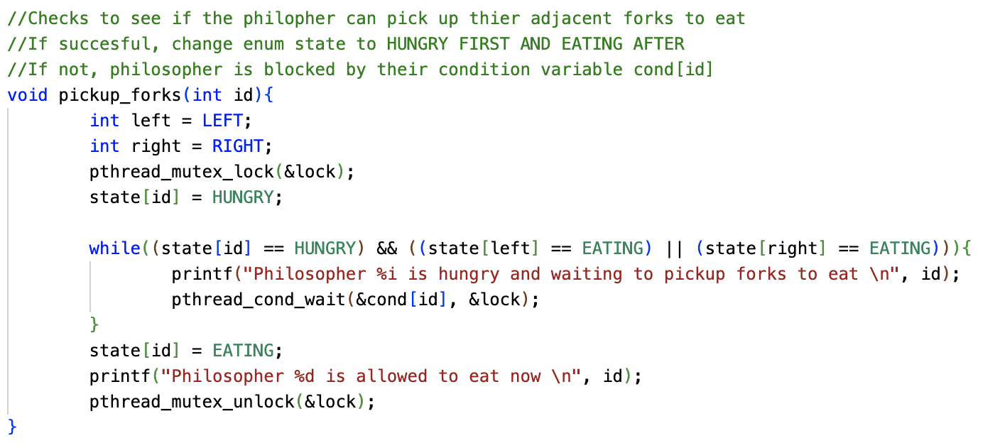 //Checks to see if the philopher can pick up thier adjacent forks to eat
//If succesful, change enum state to HUNGRY FIRST AND EATING AFTER
//If not, philosopher is blocked by their condition variable cond[id]
void pickup_forks(int id){
        int left = LEFT;
        int right = RIGHT;
        pthread_mutex_lock(&lock);
        state[id] = HUNGRY;

        while((state[id] == HUNGRY) && ((state[left] == EATING) || (state[right] == EATING))){
                printf("Philosopher %i is hungry and waiting to pickup forks to eat \n", id);
                pthread_cond_wait(&cond[id], &lock);
        }
        state[id] = EATING;
        printf("Philosopher %d is allowed to eat now \n", id);
        pthread_mutex_unlock(&lock);
}